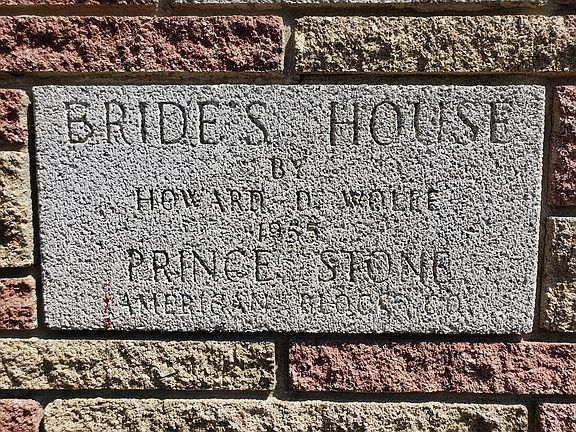 BRIDE'S HOUSE
BY
HOWARD D. WOLFE
1955
PRINCE STONE
AMERICAN BLOCK CO.